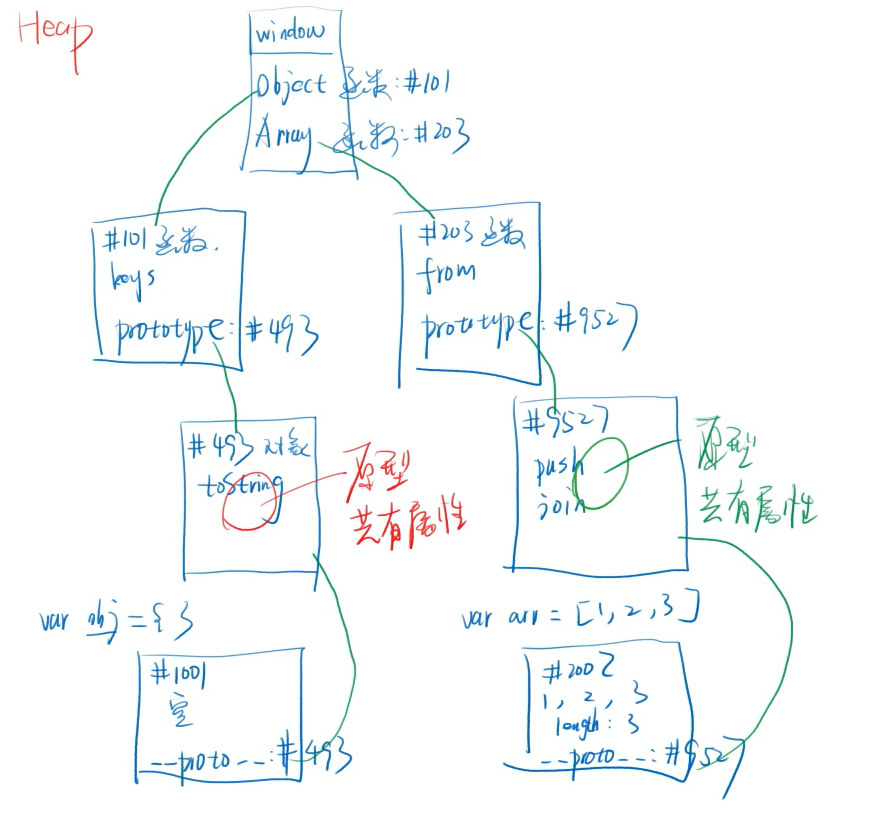 Heap
window
Object 函数:#101
Array 函数:#203
#101 函数.
keys
prototype:#493
#203 函数
from
prototype:#9527
#493 对象
toString
原型
共有属性
#9527
push
join
原型
共有属性
var obj = { }
#1001
空
__proto__:#493
var arr = [1,2,3]
#2002
1, 2, 3
length: 3
__proto__:#9527